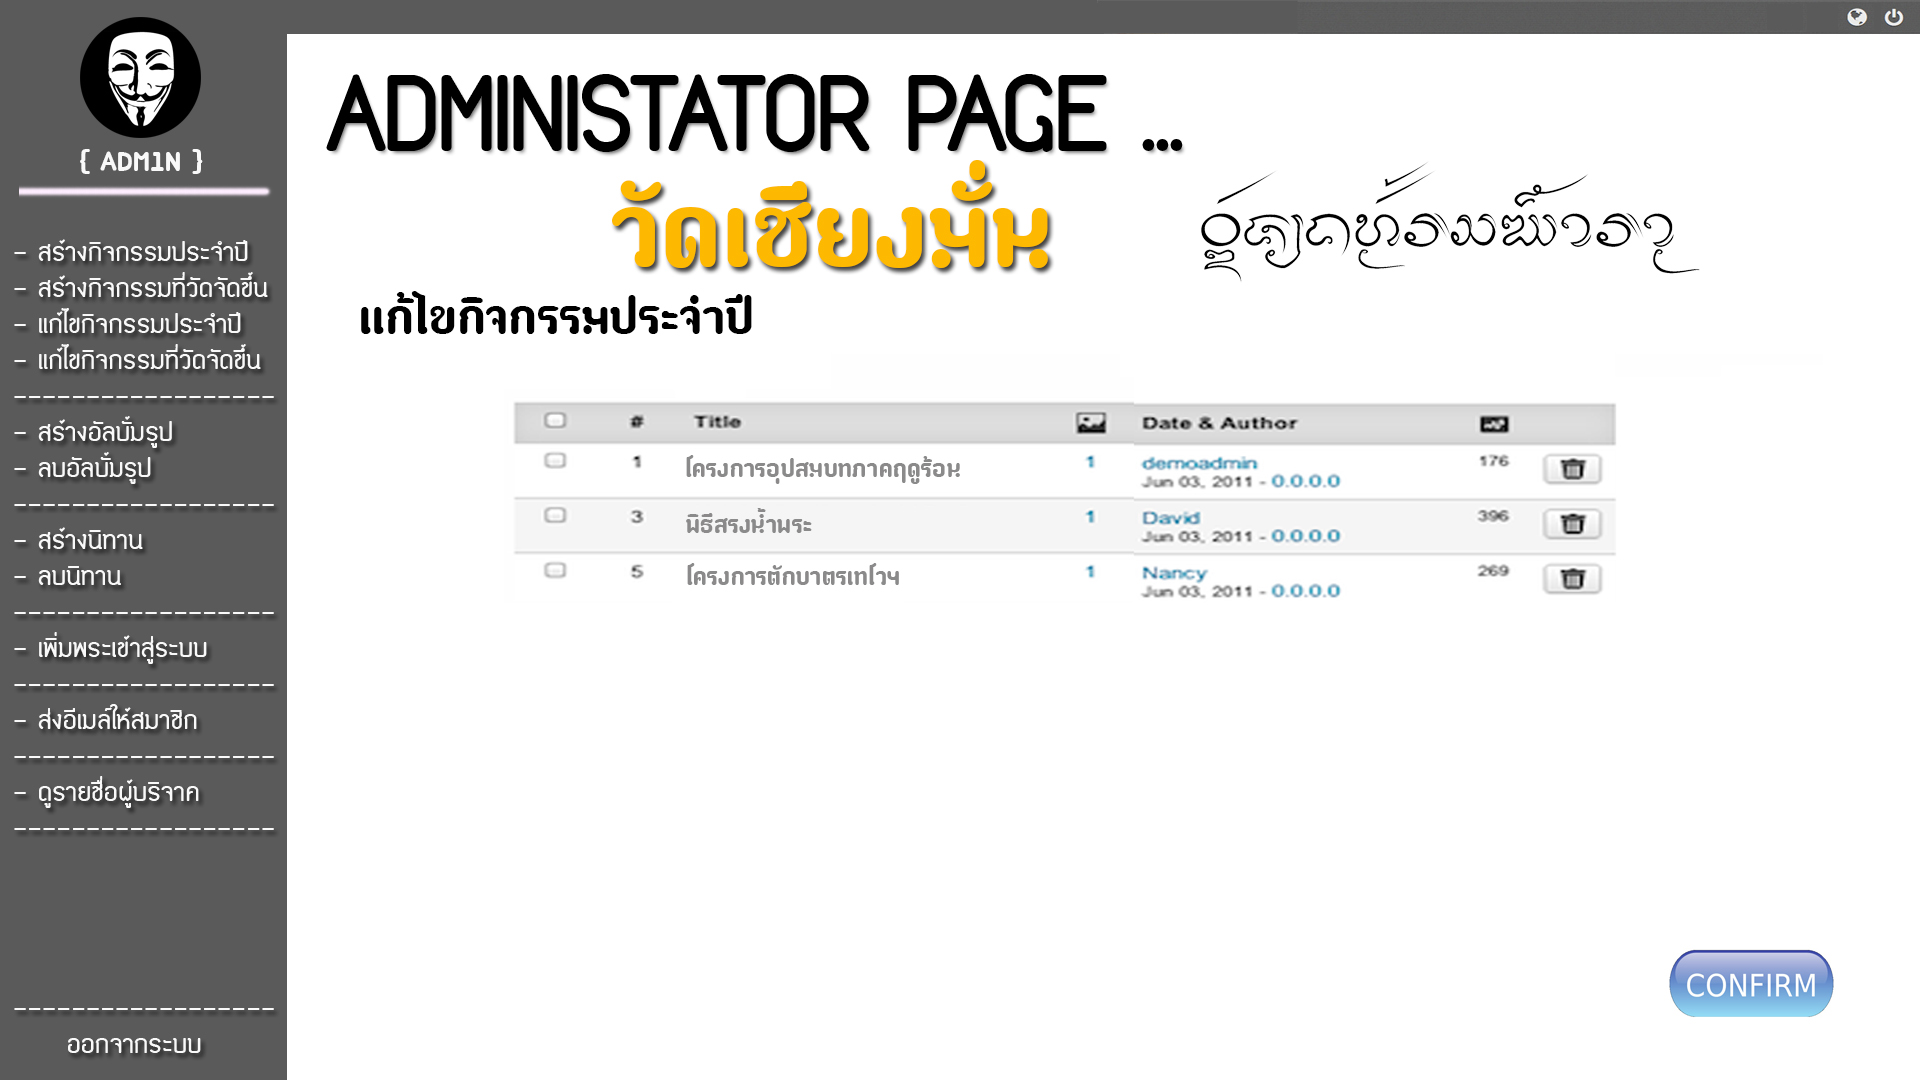 { ADM1N }
- สร้างกิจกรรมประจำปี
- สร้างกิจกรรมที่วัดจัดขึ้น
- แก้ไขกิจกรรมประจำปี
- แก้ไขกิจกรรมที่วัดจัดขึ้น
------------------
- สร้างอัลบั๋มรูป
- ลบอัลบั๋มรูป
------------------
- สร้างนิทาน
- ลบนิทาน
------------------
- เพิ่มพระเข้าสู่ระบบ
------------------
- ส่งอีเมล์ให้สมาชิก
------------------
- ดูรายชื่อผู้บริจาค
------------------
------------------
ออกจากระบบ
ADMINISTATOR PAGE ...
วัดเชียงมั่น
แก้ไขกิจกรรมประจำปี
# Title Date & Author
1 โครงการอุปสมบทภาคฤดูร้อน 1 demoadmin 176
Jun 03, 2011 - 0.0.0.0
3 พิธีสรงน้ำพระ 1 David 396
Jun 03, 2011 - 0.0.0.0
5 โครงการตักบาตรเทโวฯ 1 Nancy 269
Jun 03, 2011 - 0.0.0.0
CONFIRM